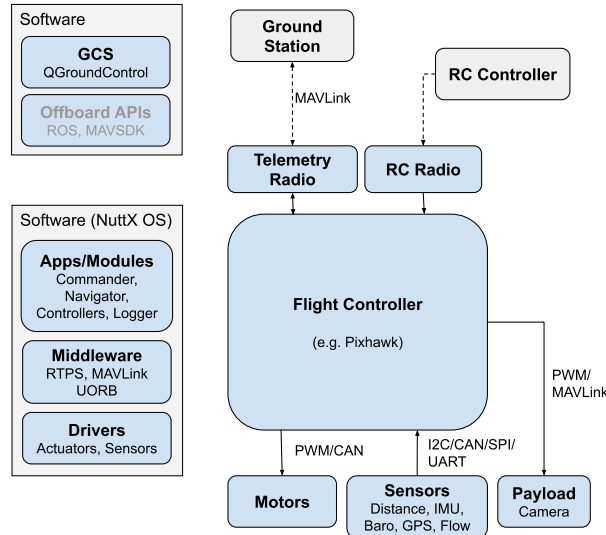 Software
GCS
QGroundControl
Offboard APIs
ROS, MAVSDK
Ground
Station
RC Controller
MAVLink
Telemetry
Radio
RC Radio
Software (NuttX OS)
Apps/Modules
Commander,
Navigator,
Controllers, Logger
Middleware
RTPS, MAVLink
UORB
Drivers
Actuators, Sensors
Flight Controller
(e.g. Pixhawk)
PWM/
MAVLink
PWM/CAN
I2C/CAN/SPI/
UART
Motors
Sensors
Distance, IMU,
Baro, GPS, Flow
Payload
Camera